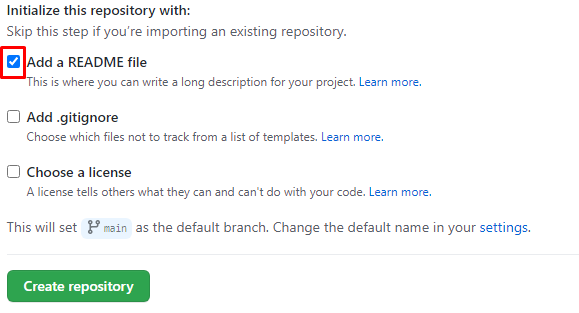 Initialize this repository with:
Skip this step if you're importing an existing repository.
Add a README file
This is where you can write a long description for your project. Learn more.
Add .gitignore
Choose which files not to track from a list of templates. Learn more.
Choose a license
A license tells others what they can and can't do with your code. Learn more.
This will set main as the default branch. Change the default name in your settings.
Create repository